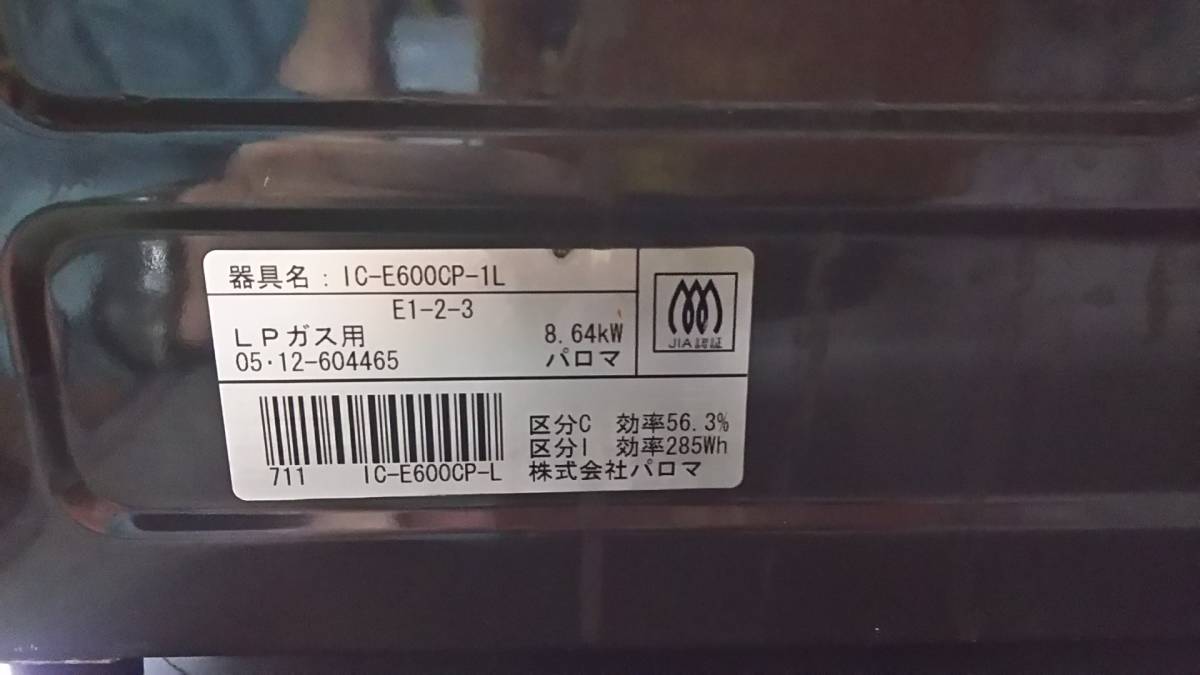 器具名：IC-E600CP-1L
E1-2-3
LPガス用 8.64kW
05･12-604465 パロマ
JIA認証
区分C 効率56.3%
区分I 効率285Wh
711 IC-E600CP-L 株式会社パロマ